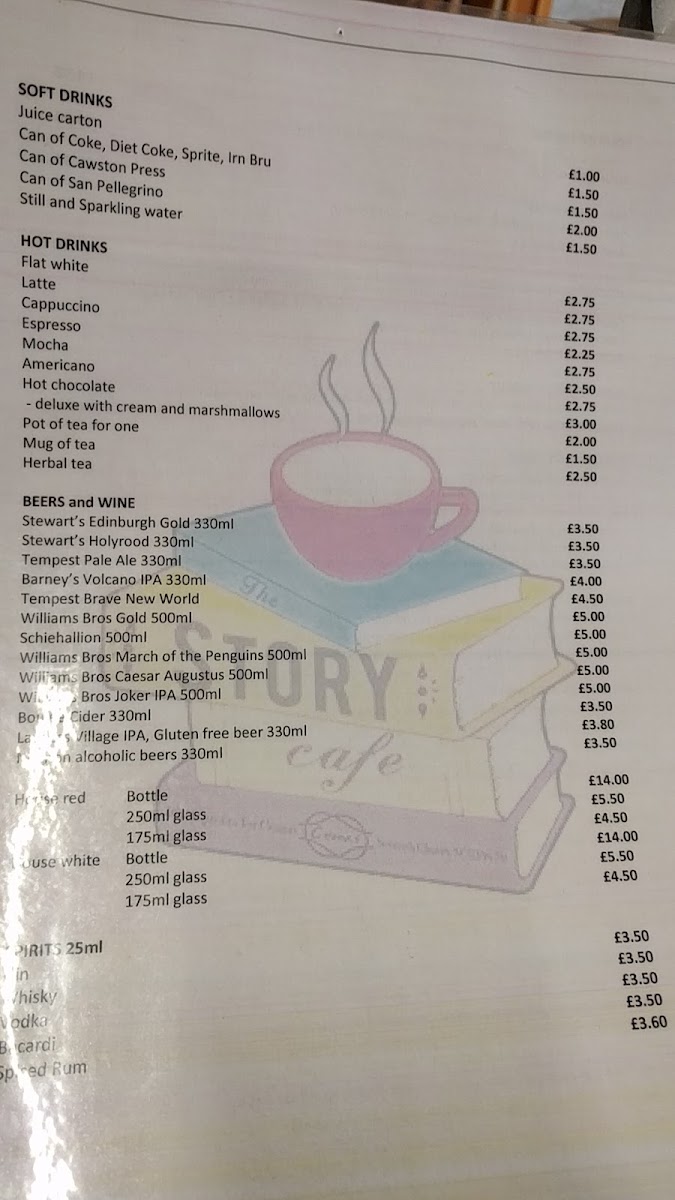 SOFT DRINKS
Juice carton £1.00
Can of Coke, Diet Coke, Sprite, Irn Bru £1.50
Can of Cawston Press £1.50
Can of San Pellegrino £2.00
Still and Sparkling water £1.50
HOT DRINKS
Flat white £2.75
Latte £2.75
Cappuccino £2.75
Espresso £2.25
Mocha £2.75
Americano £2.50
Hot chocolate £2.75
- deluxe with cream and marshmallows £3.00
Pot of tea for one £2.00
Mug of tea £1.50
Herbal tea £2.50
BEERS and WINE
Stewart's Edinburgh Gold 330ml £3.50
Stewart's Holyrood 330ml £3.50
Tempest Pale Ale 330ml £3.50
Barney's Volcano IPA 330ml £4.00
Tempest Brave New World £4.50
Williams Bros Gold 500ml £5.00
Schiehallion 500ml £5.00
Williams Bros March of the Penguins 500ml £5.00
Williams Bros Caesar Augustus 500ml £5.00
Williams Bros Joker IPA 500ml £5.00
Cider 330ml £3.50
Village IPA, Gluten free beer 330ml £3.80
alcoholic beers 330ml £3.50
House red Bottle £14.00
250ml glass £5.50
175ml glass £4.50
House white Bottle £14.00
250ml glass £5.50
175ml glass £4.50
SPIRITS 25ml
Gin £3.50
Whisky £3.50
Vodka £3.50
Bacardi £3.50
Spiced Rum £3.60
The
STORY
cafe